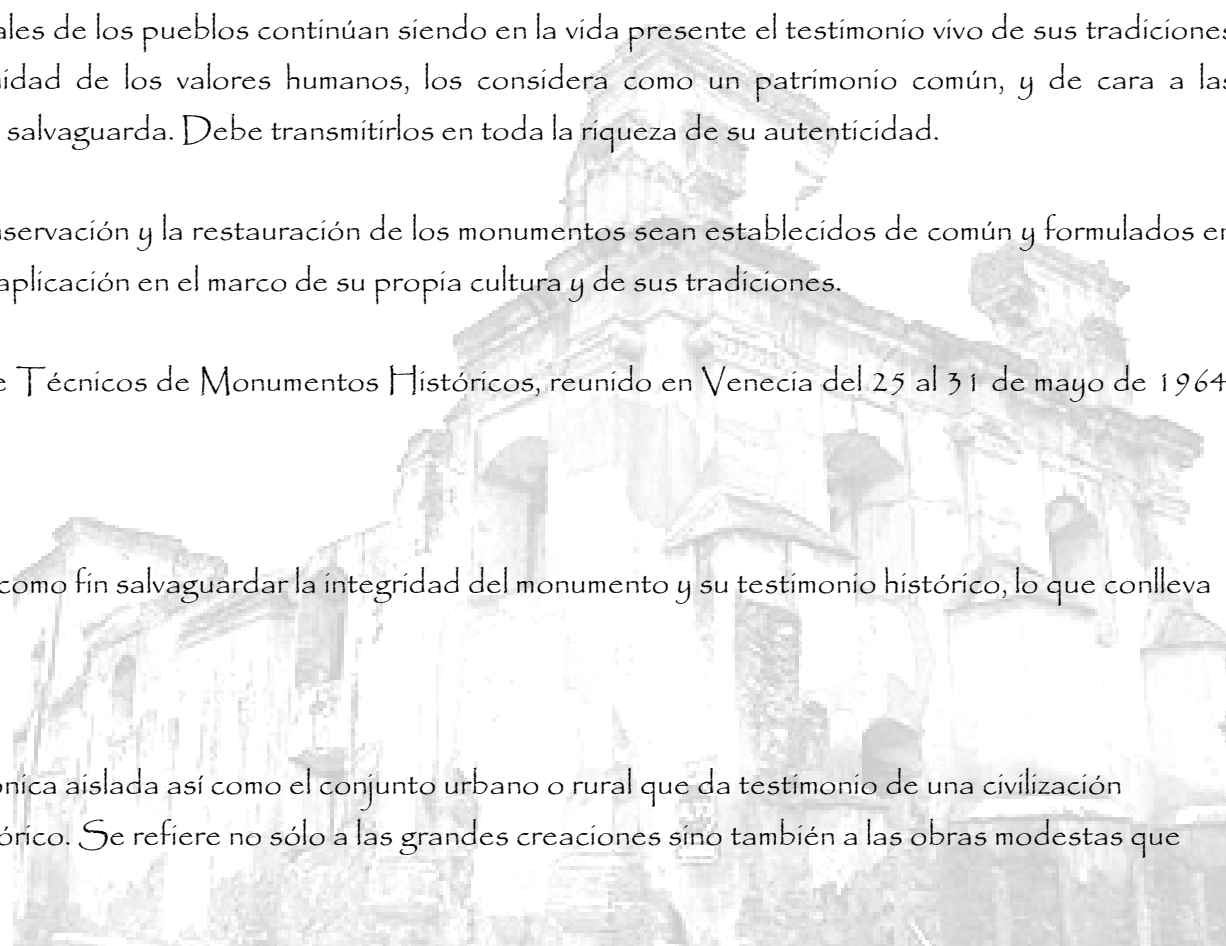 ales de los pueblos continúan siendo en la vida presente el testimonio vivo de sus tradiciones
idad de los valores humanos, los considera como un patrimonio común, y de cara a las
salvaguarda. Debe transmitirlos en toda la riqueza de su autenticidad.
servación y la restauración de los monumentos sean establecidos de común y formulados en
aplicación en el marco de su propia cultura y de sus tradiciones.
e Técnicos de Monumentos Históricos, reunido en Venecia del 25 al 31 de mayo de 1964
como fin salvaguardar la integridad del monumento y su testimonio histórico, lo que conlleva
ónica aislada así como el conjunto urbano o rural que da testimonio de una civilización
órico. Se refiere no sólo a las grandes creaciones sino también a las obras modestas que